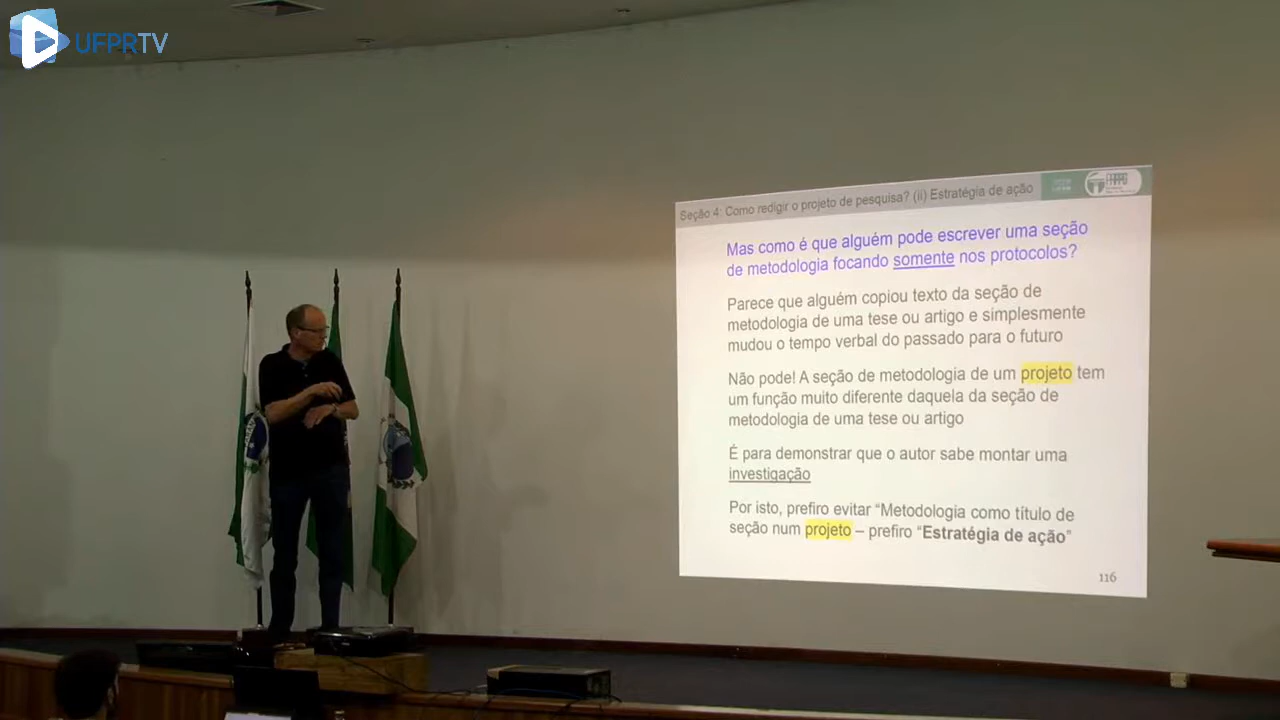 UFPRTV
Seção 4: Como redigir o projeto de pesquisa? (ii) Estratégia de ação
Mas como é que alguém pode escrever uma seção
de metodologia focando somente nos protocolos?
Parece que alguém copiou texto da seção de
metodologia de uma tese ou artigo e simplesmente
mudou o tempo verbal do passado para o futuro
Não pode! A seção de metodologia de um projeto tem
um função muito diferente daquela da seção de
metodologia de uma tese ou artigo
É para demonstrar que o autor sabe montar uma
investigação
Por isto, prefiro evitar “Metodologia como título de
seção num projeto – prefiro “Estratégia de ação”
116